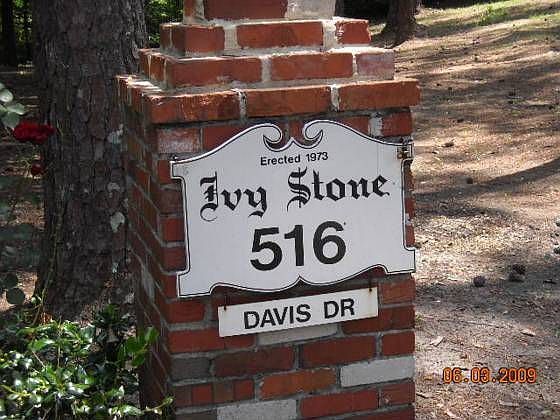 Erected 1973
Ivy Stone
516
DAVIS DR
06.03.2009